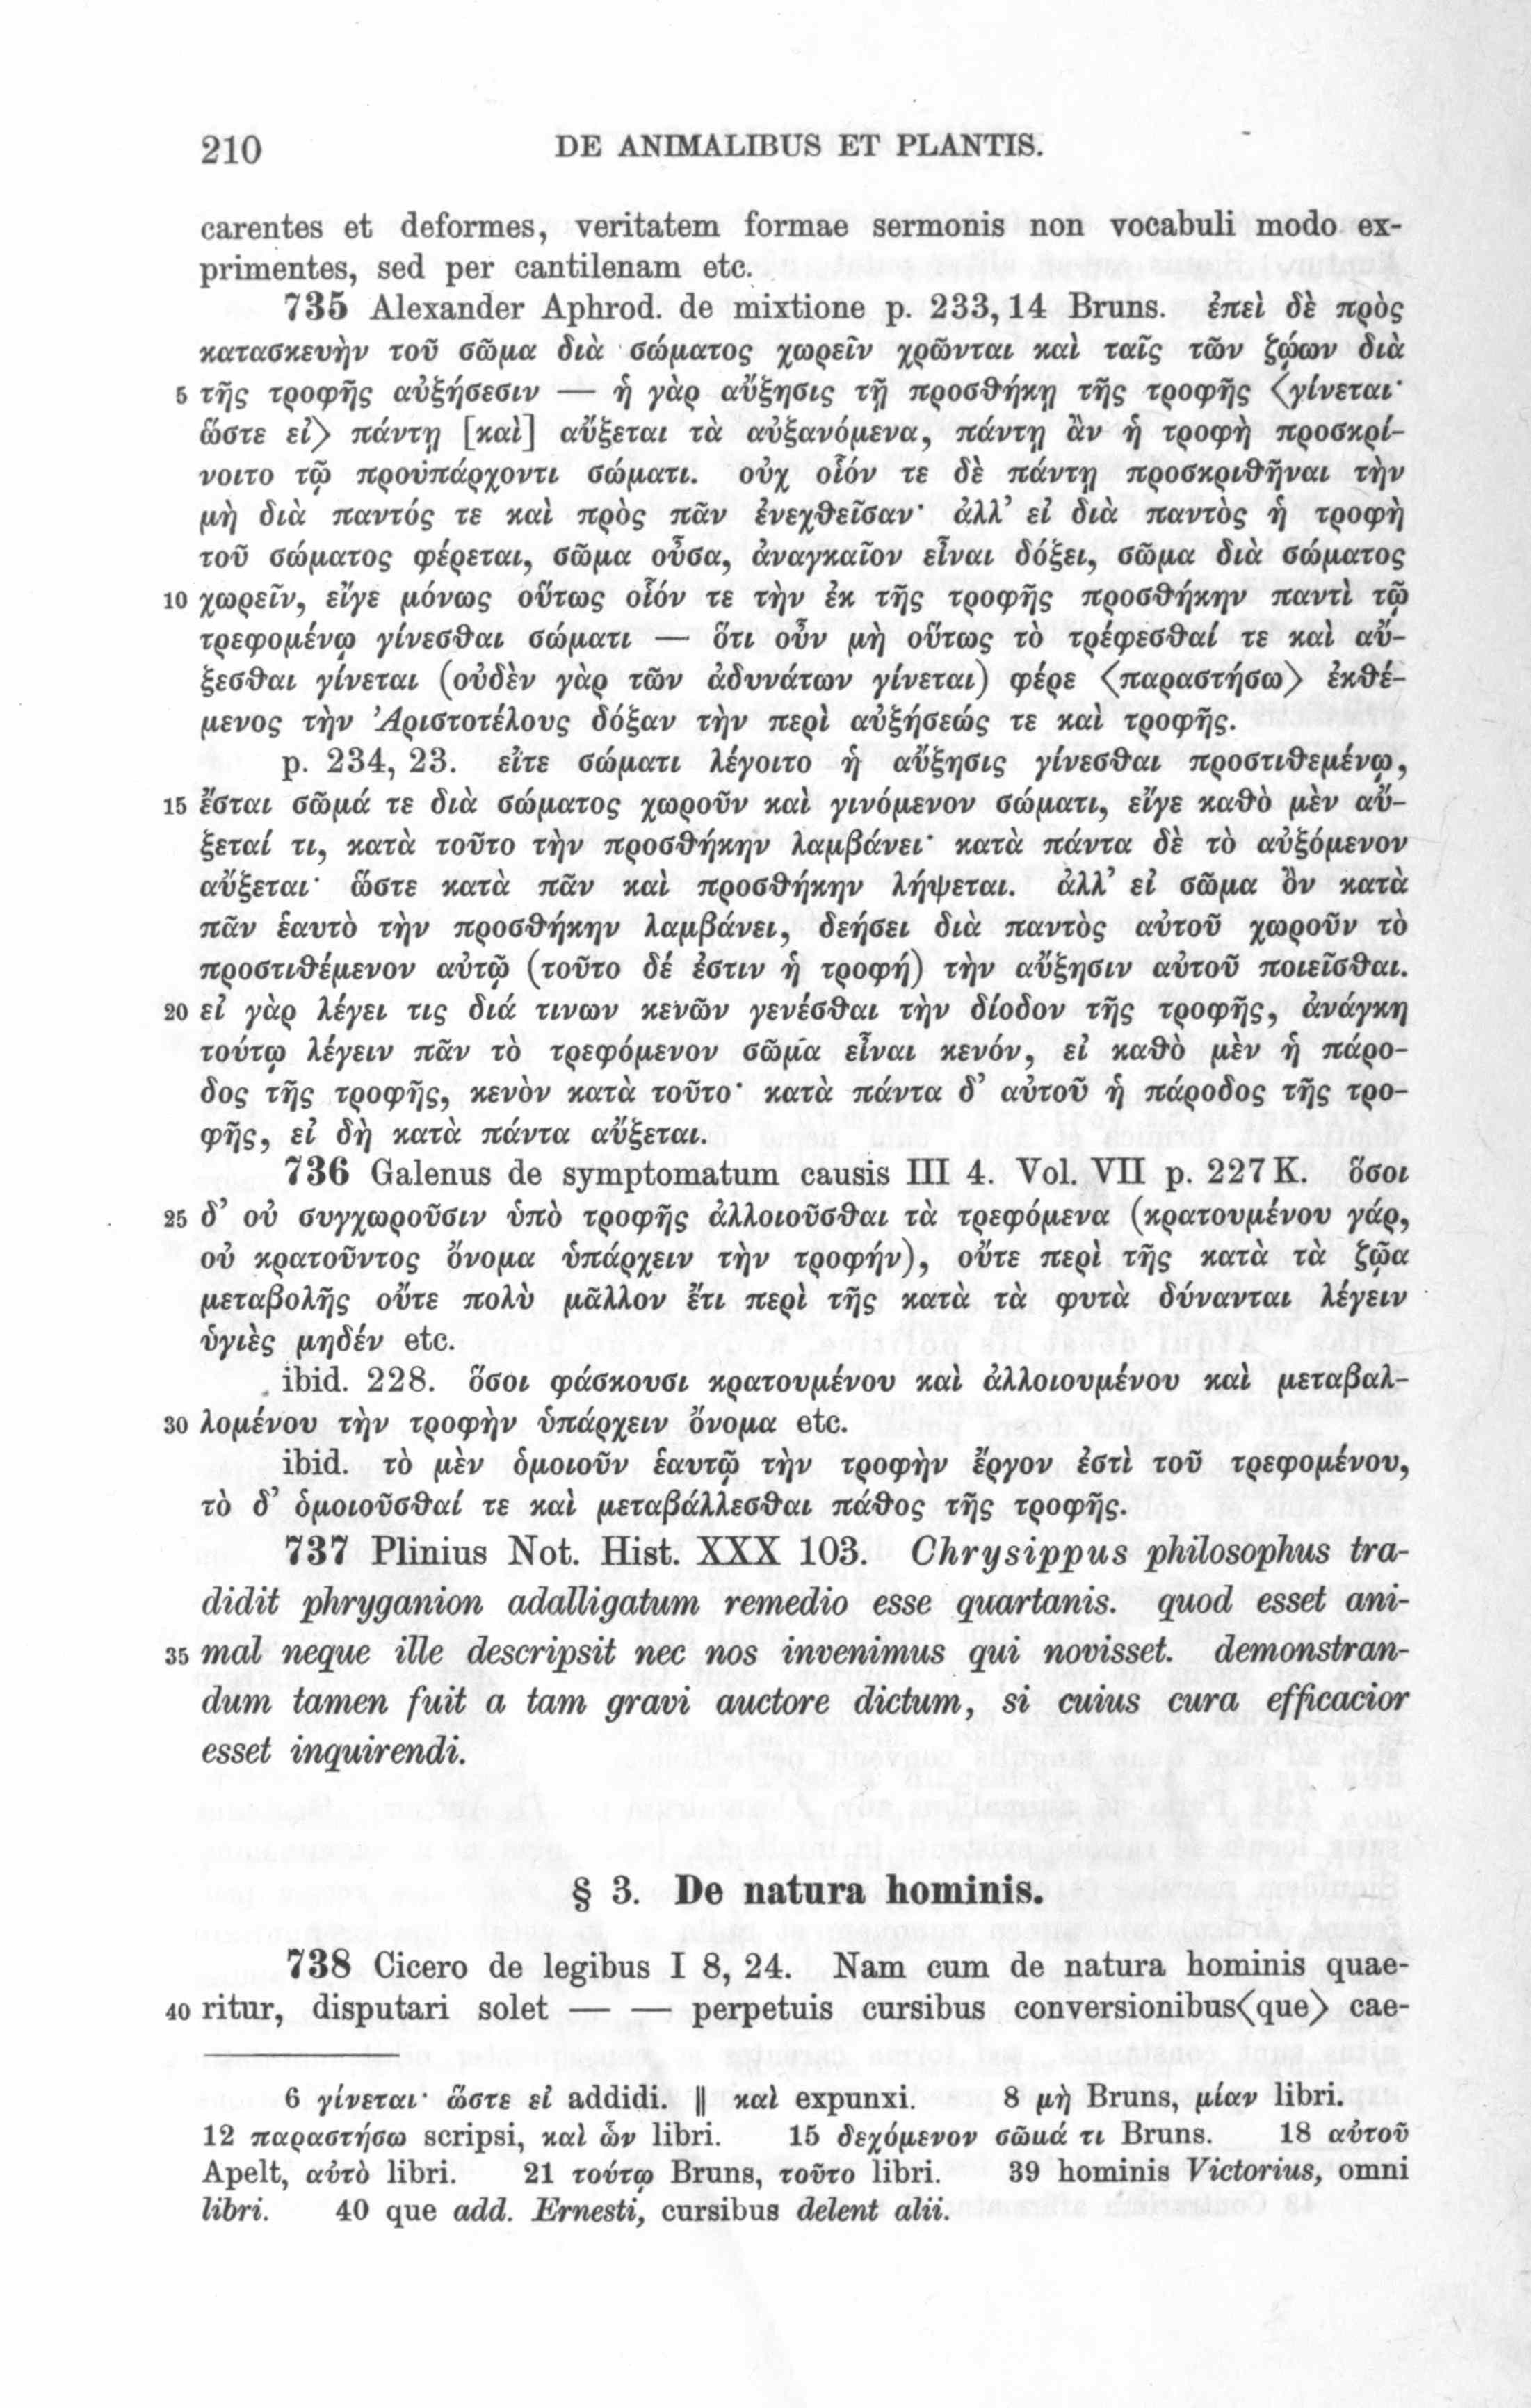 210 DE ANIMALIBUS ET PLANTIS.
carentes et deformes, veritatem formae sermonis non vocabuli modo ex-
primentes, sed per cantilenam etc.
735 Alexander Aphrod. de mixtione p. 233, 14 Bruns. ἐπεὶ δὲ πρὸς
κατασκευὴν τοῦ σῶμα διὰ σώματος χωρεῖν χρῶνται καὶ ταῖς τῶν ζῴων διὰ
5 τῆς τροφῆς αὐξήσεσιν — ἡ γὰρ αὔξησις τῇ προσθήκῃ τῆς τροφῆς <γίνεται·
ὥστε εἰ> πάντῃ [καὶ] αὔξεται τὰ αὐξανόμενα, πάντῃ ἂν ἡ τροφὴ προσκρί-
νοιτο τῷ προϋπάρχοντι σώματι. οὐχ οἷόν τε δὲ πάντῃ προσκριθῆναι τὴν
μὴ διὰ παντός τε καὶ πρὸς πᾶν ἐνεχθεῖσαν· ἀλλ’ εἰ διὰ παντὸς ἡ τροφὴ
τοῦ σώματος φέρεται, σῶμα οὖσα, ἀναγκαῖον εἶναι δόξει, σῶμα διὰ σώματος
10 χωρεῖν, εἴγε μόνως οὕτως οἷόν τε τὴν ἐκ τῆς τροφῆς προσθήκην παντὶ τῷ
τρεφομένῳ γίνεσθαι σώματι — ὅτι οὖν μὴ οὕτως τὸ τρέφεσθαί τε καὶ αὔ-
ξεσθαι γίνεται (οὐδὲν γὰρ τῶν ἀδυνάτων γίνεται) φέρε <παραστήσω> ἐκθέ-
μενος τὴν Ἀριστοτέλους δόξαν τὴν περὶ αὐξήσεώς τε καὶ τροφῆς.
p. 234, 23. εἴτε σώματι λέγοιτο ἡ αὔξησις γίνεσθαι προστιθεμένῳ,
15 ἔσται σῶμά τε διὰ σώματος χωροῦν καὶ γινόμενον σώματι, εἴγε καθὸ μὲν αὔ-
ξεταί τι, κατὰ τοῦτο τὴν προσθήκην λαμβάνει· κατὰ πάντα δὲ τὸ αὐξόμενον
αὔξεται· ὥστε κατὰ πᾶν καὶ προσθήκην λήψεται. ἀλλ’ εἰ σῶμα ὂν κατὰ
πᾶν ἑαυτὸ τὴν προσθήκην λαμβάνει, δεήσει διὰ παντὸς αὐτοῦ χωροῦν τὸ
προστιθέμενον αὐτῷ (τοῦτο δέ ἐστιν ἡ τροφή) τὴν αὔξησιν αὐτοῦ ποιεῖσθαι.
20 εἰ γὰρ λέγει τις διά τινων κενῶν γενέσθαι τὴν δίοδον τῆς τροφῆς, ἀνάγκη
τούτῳ λέγειν πᾶν τὸ τρεφόμενον σῶμα εἶναι κενόν, εἰ καθὸ μὲν ἡ πάρο-
δος τῆς τροφῆς, κενὸν κατὰ τοῦτο· κατὰ πάντα δ’ αὐτοῦ ἡ πάροδος τῆς τρο-
φῆς, εἰ δὴ κατὰ πάντα αὔξεται.
736 Galenus de symptomatum causis III 4. Vol. VII p. 227 K. ὅσοι
25 δ’ οὐ συγχωροῦσιν ὑπὸ τροφῆς ἀλλοιοῦσθαι τὰ τρεφόμενα (κρατουμένου γάρ,
οὐ κρατοῦντος ὄνομα ὑπάρχειν τὴν τροφήν), οὔτε περὶ τῆς κατὰ τὰ ζῷα
μεταβολῆς οὔτε πολὺ μᾶλλον ἔτι περὶ τῆς κατὰ τὰ φυτὰ δύνανται λέγειν
ὑγιὲς μηδέν etc.
ibid. 228. ὅσοι φάσκουσι κρατουμένου καὶ ἀλλοιουμένου καὶ μεταβαλ-
30 λομένου τὴν τροφὴν ὑπάρχειν ὄνομα etc.
ibid. τὸ μὲν ὁμοιοῦν ἑαυτῷ τὴν τροφὴν ἔργον ἐστὶ τοῦ τρεφομένου,
τὸ δ’ ὁμοιοῦσθαί τε καὶ μεταβάλλεσθαι πάθος τῆς τροφῆς.
737 Plinius Not. Hist. XXX 103. Chrysippus philosophus tra-
didit phryganion adalligatum remedio esse quartanis. quod esset ani-
35 mal neque ille descripsit nec nos invenimus qui novisset. demonstran-
dum tamen fuit a tam gravi auctore dictum, si cuius cura efficacior
esset inquirendi.
§ 3. De natura hominis.
738 Cicero de legibus I 8, 24. Nam cum de natura hominis quae-
40 ritur, disputari solet — — perpetuis cursibus conversionibus<que> cae-
6 γίνεται· ὥστε εἰ addidi. || καὶ expunxi. 8 μὴ Bruns, μίαν libri.
12 παραστήσω scripsi, καὶ ὧν libri. 15 δεχόμενον σῶμά τι Bruns. 18 αὐτοῦ
Apelt, αὐτὸ libri. 21 τούτῳ Bruns, τοῦτο libri. 39 hominis Victorius, omni
libri. 40 que add. Ernesti, cursibus delent alii.